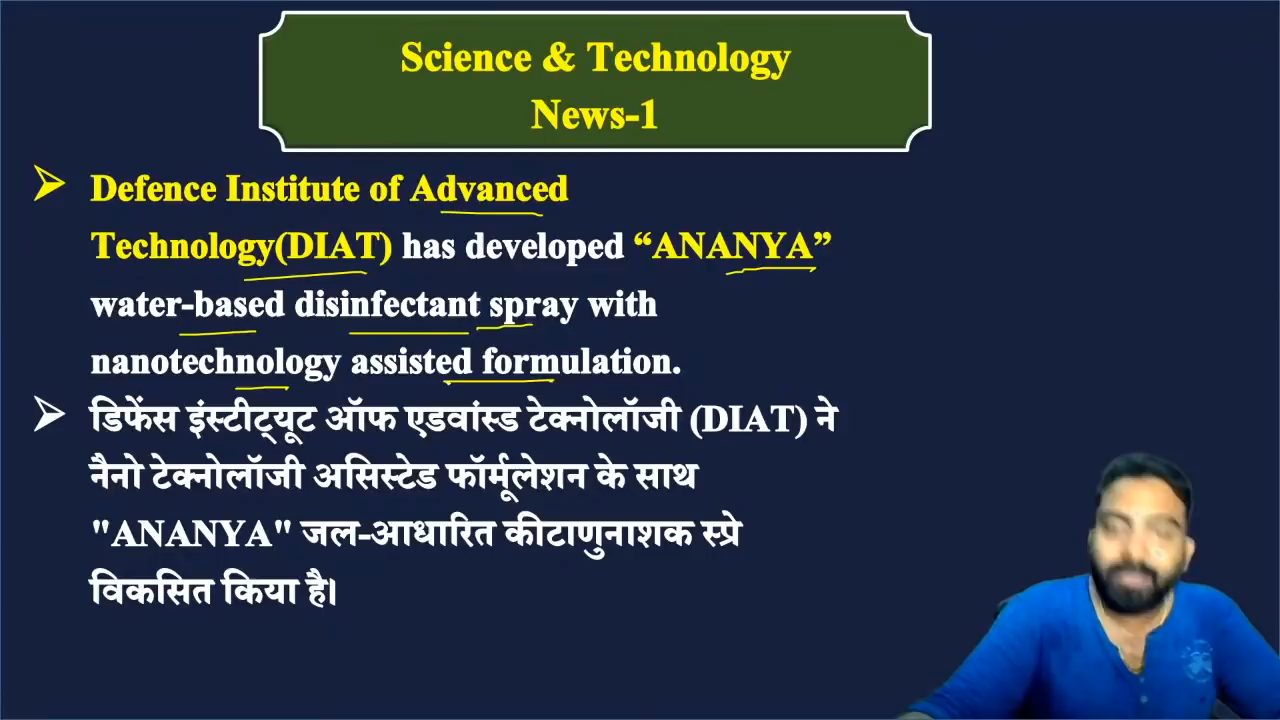 Science & Technology
News-1
Defence Institute of Advanced
Technology(DIAT) has developed “ANANYA”
water-based disinfectant spray with
nanotechnology assisted formulation.
डिफेंस इंस्टीट्यूट ऑफ एडवांस्ड टेक्नोलॉजी (DIAT) ने
नैनो टेक्नोलॉजी असिस्टेड फॉर्मूलेशन के साथ
"ANANYA" जल-आधारित कीटाणुनाशक स्प्रे
विकसित किया है।